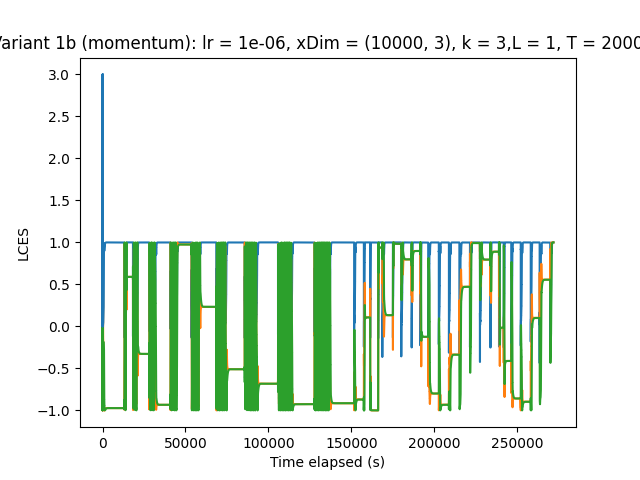 Variant 1b (momentum): lr = 1e-06, xDim = (10000, 3), k = 3,L = 1, T = 2000
3.0
2.5
2.0
1.5
1.0
0.5
0.0
−0.5
−1.0
LCES
0 50000 100000 150000 200000 250000
Time elapsed (s)